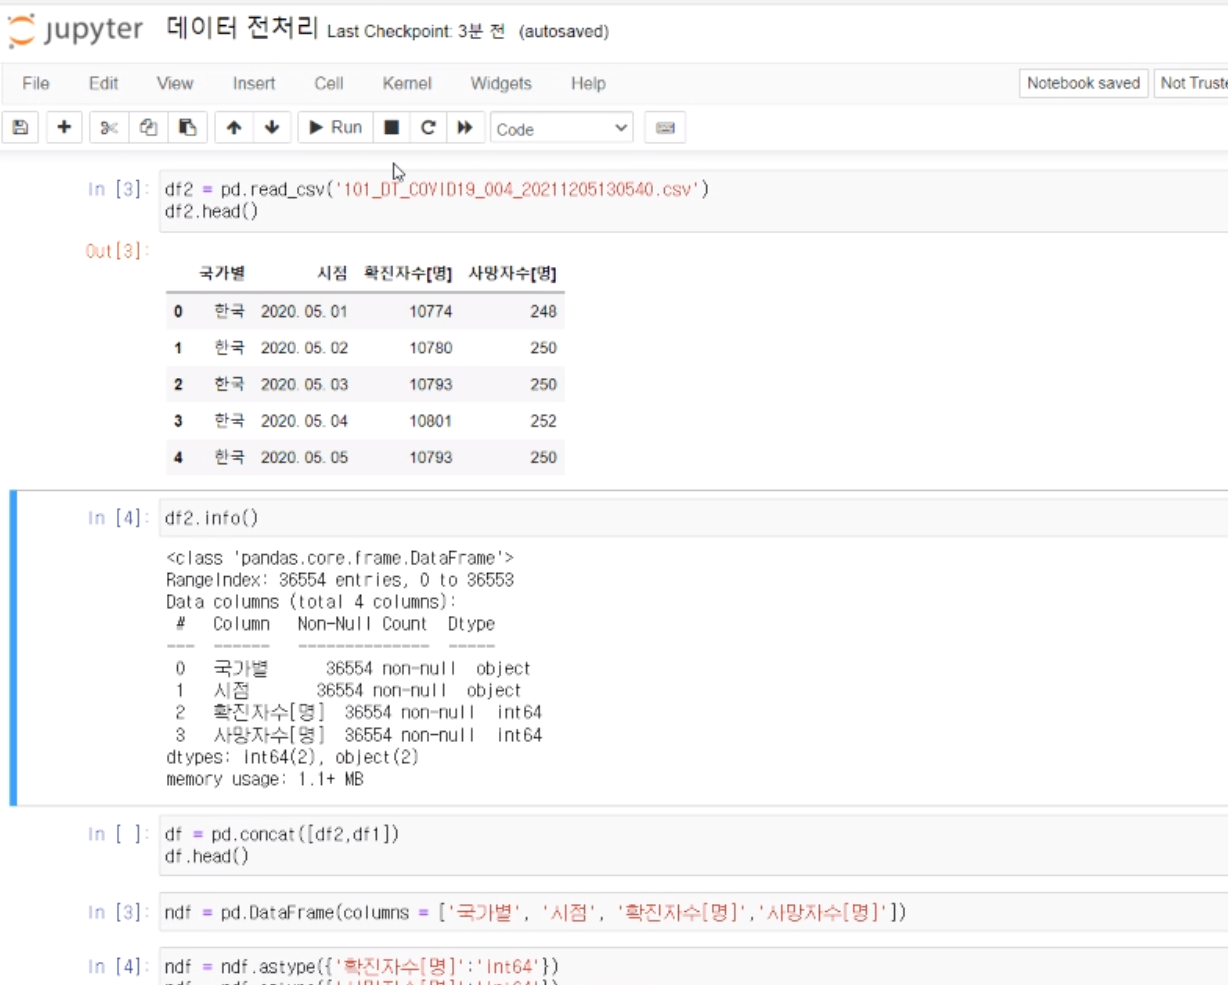 jupyter 데이터 전처리 Last Checkpoint: 3분 전 (autosaved)
File Edit View Insert Cell Kernel Widgets Help Notebook saved Not Truste
Run Code
In [3]: df2 = pd.read_csv('101_DT_COVID19_004_20211205130540.csv')
df2.head()
Out[3]:
국가별 시점 확진자수[명] 사망자수[명]
0 한국 2020. 05. 01 10774 248
1 한국 2020. 05. 02 10780 250
2 한국 2020. 05. 03 10793 250
3 한국 2020. 05. 04 10801 252
4 한국 2020. 05. 05 10793 250
In [4]: df2.info()
<class 'pandas.core.frame.DataFrame'>
RangeIndex: 36554 entries, 0 to 36553
Data columns (total 4 columns):
# Column Non-Null Count Dtype
--- ------ -------------- -----
0 국가별 36554 non-null object
1 시점 36554 non-null object
2 확진자수[명] 36554 non-null int64
3 사망자수[명] 36554 non-null int64
dtypes: int64(2), object(2)
memory usage: 1.1+ MB
In [ ]: df = pd.concat([df2,df1])
df.head()
In [3]: ndf = pd.DataFrame(columns = ['국가별', '시점', '확진자수[명]','사망자수[명]'])
In [4]: ndf = ndf.astype({'확진자수[명]':'int64'})